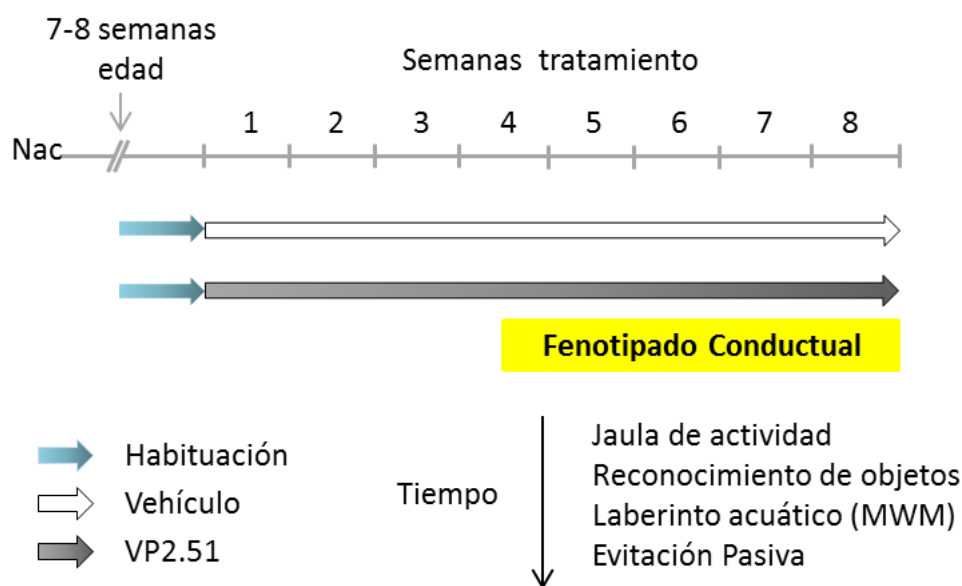 7-8 semanas
edad
Semanas tratamiento
1 2 3 4 5 6 7 8
Nac
Fenotipado Conductual
Habituación
Vehículo
VP2.51
Tiempo
Jaula de actividad
Reconocimiento de objetos
Laberinto acuático (MWM)
Evitación Pasiva